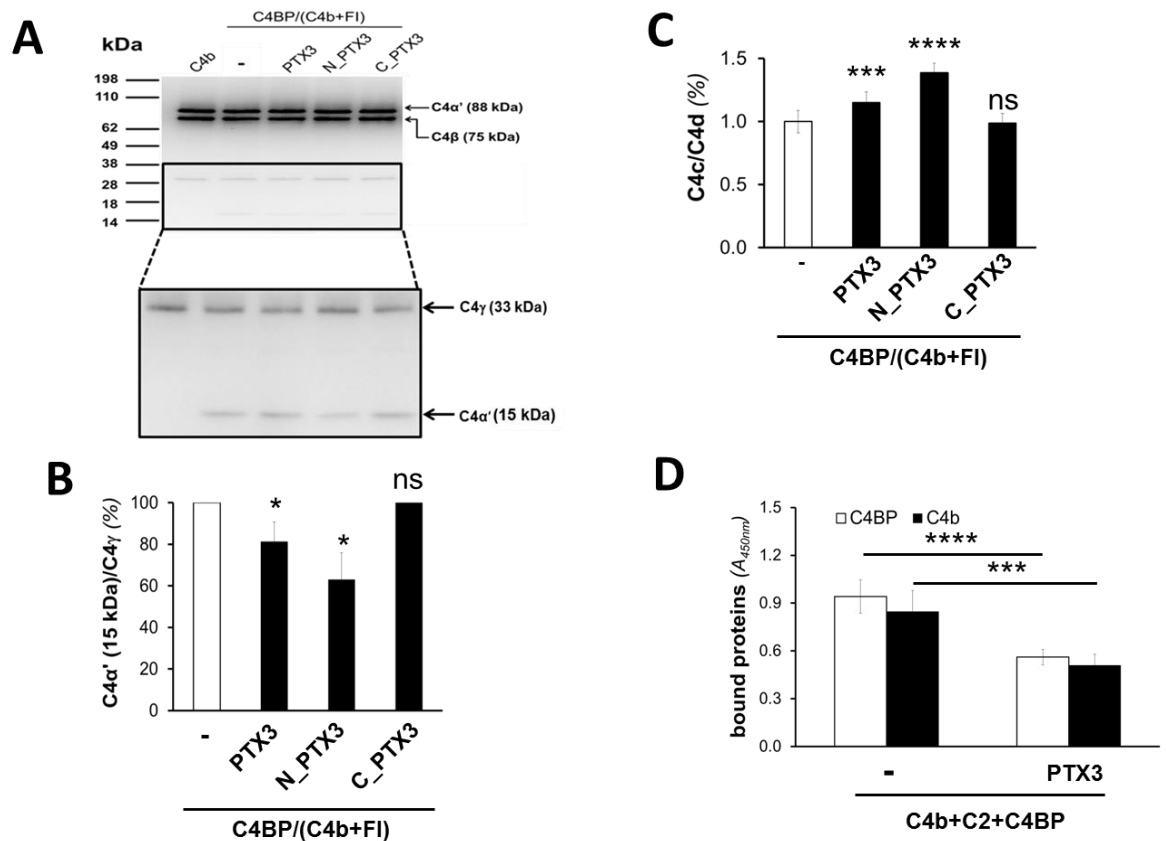 A
C4BP/(C4b+FI)
kDa
C4b
-
PTX3
N_PTX3
C_PTX3
198
110
62
49
38
28
18
14
C4α' (88 kDa)
C4β (75 kDa)
C4γ (33 kDa)
C4α' (15 kDa)
B
C4α' (15 kDa)/C4γ (%)
100
80
60
40
20
0
*
*
ns
-
PTX3
N_PTX3
C_PTX3
C4BP/(C4b+FI)
C
C4c/C4d (%)
1.5
1.0
0.5
0.0
***
****
ns
-
PTX3
N_PTX3
C_PTX3
C4BP/(C4b+FI)
D
bound proteins (A450nm)
1.5
1.2
0.9
0.6
0.3
0.0
C4BP C4b
****
***
-
PTX3
C4b+C2+C4BP